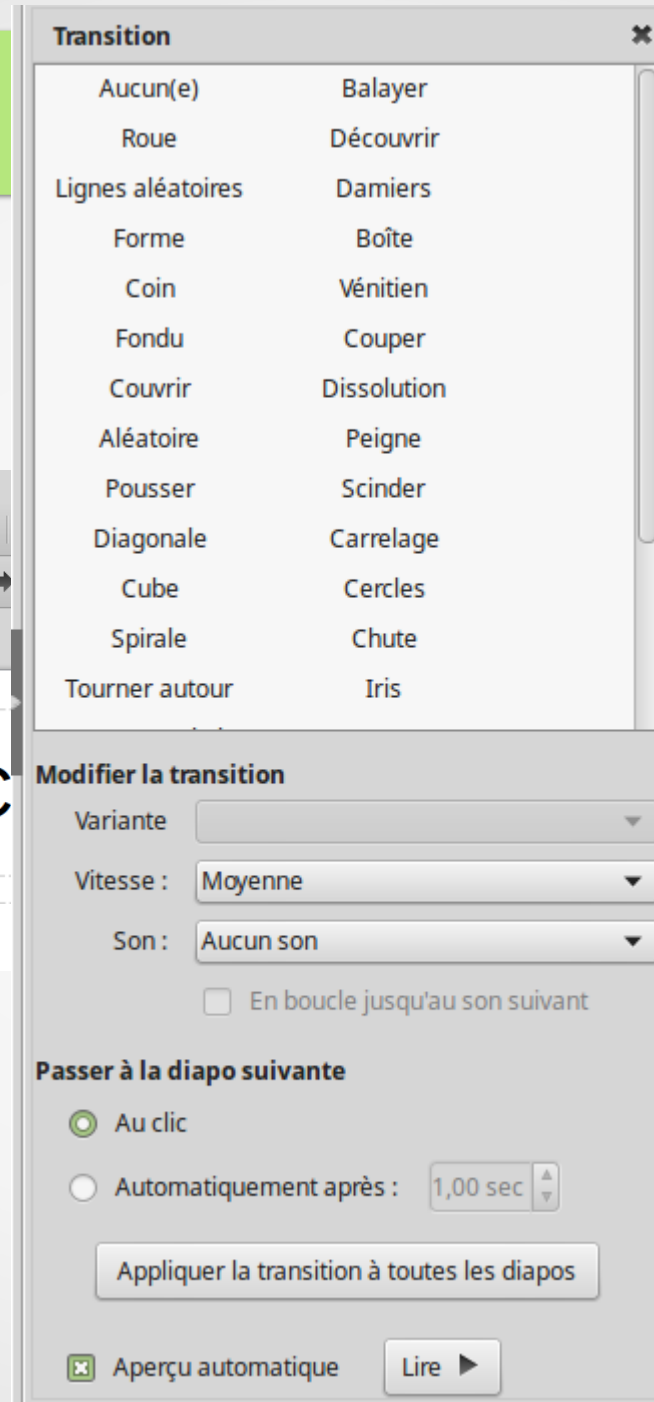 Transition
Aucun(e) Balayer
Roue Découvrir
Lignes aléatoires Damiers
Forme Boîte
Coin Vénitien
Fondu Couper
Couvrir Dissolution
Aléatoire Peigne
Pousser Scinder
Diagonale Carrelage
Cube Cercles
Spirale Chute
Tourner autour Iris
Modifier la transition
Variante
Vitesse : Moyenne
Son : Aucun son
En boucle jusqu'au son suivant
Passer à la diapo suivante
Au clic
Automatiquement après : 1,00 sec
Appliquer la transition à toutes les diapos
Aperçu automatique Lire